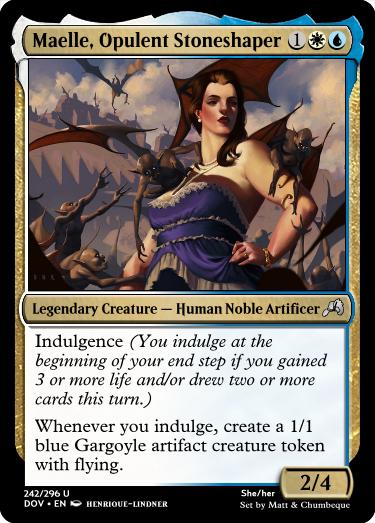 Maelle, Opulent Stoneshaper 1
Legendary Creature — Human Noble Artificer
Indulgence (You indulge at the
beginning of your end step if you gained
3 or more life and/or drew two or more
cards this turn.)
Whenever you indulge, create a 1/1
blue Gargoyle artifact creature token
with flying.
2/4
242/296 U She/her
DOV • EN HENRIQUE-LINDNER Set by Matt & Chumbeque